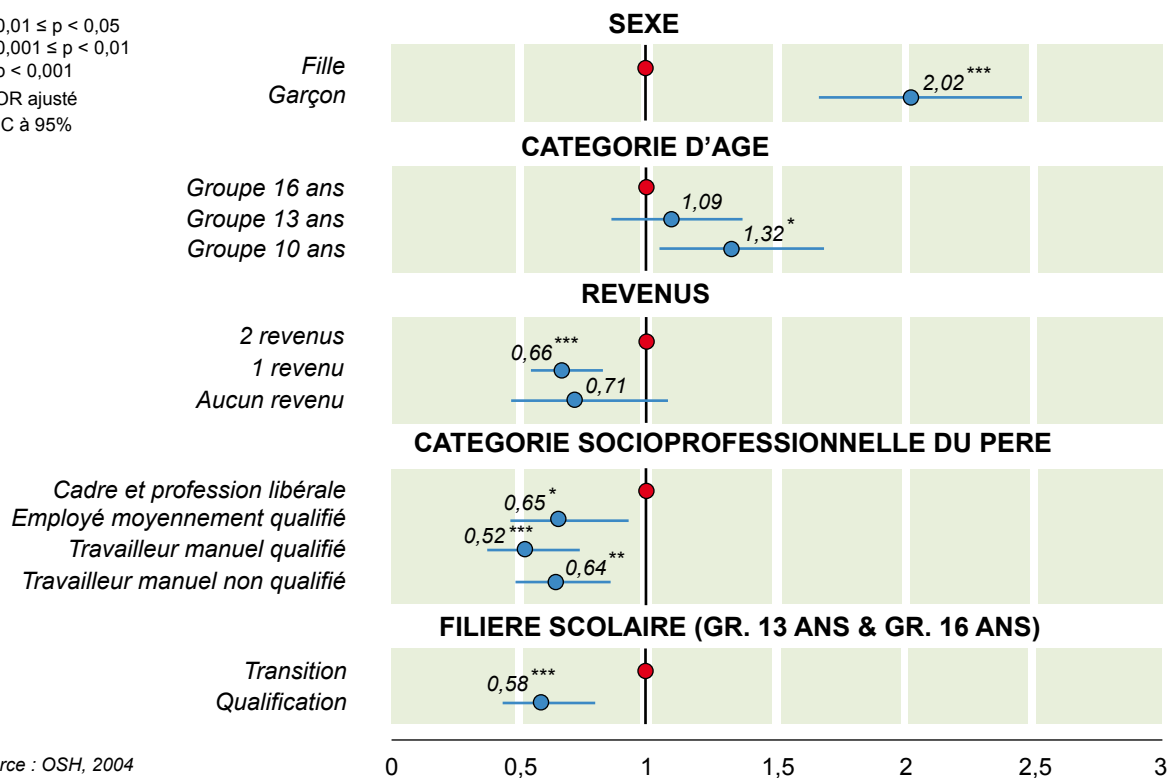 0,01 ≤ p < 0,05
0,001 ≤ p < 0,01
p < 0,001
OR ajusté
C à 95%
SEXE
Fille
Garçon
2,02***
CATEGORIE D'AGE
Groupe 16 ans
Groupe 13 ans
1,09
Groupe 10 ans
1,32*
REVENUS
2 revenus
1 revenu
0,66***
Aucun revenu
0,71
CATEGORIE SOCIOPROFESSIONNELLE DU PERE
Cadre et profession libérale
Employé moyennement qualifié
0,65*
Travailleur manuel qualifié
0,52***
Travailleur manuel non qualifié
0,64**
FILIERE SCOLAIRE (GR. 13 ANS & GR. 16 ANS)
Transition
Qualification
0,58***
0 0,5 1 1,5 2 2,5 3
rce : OSH, 2004